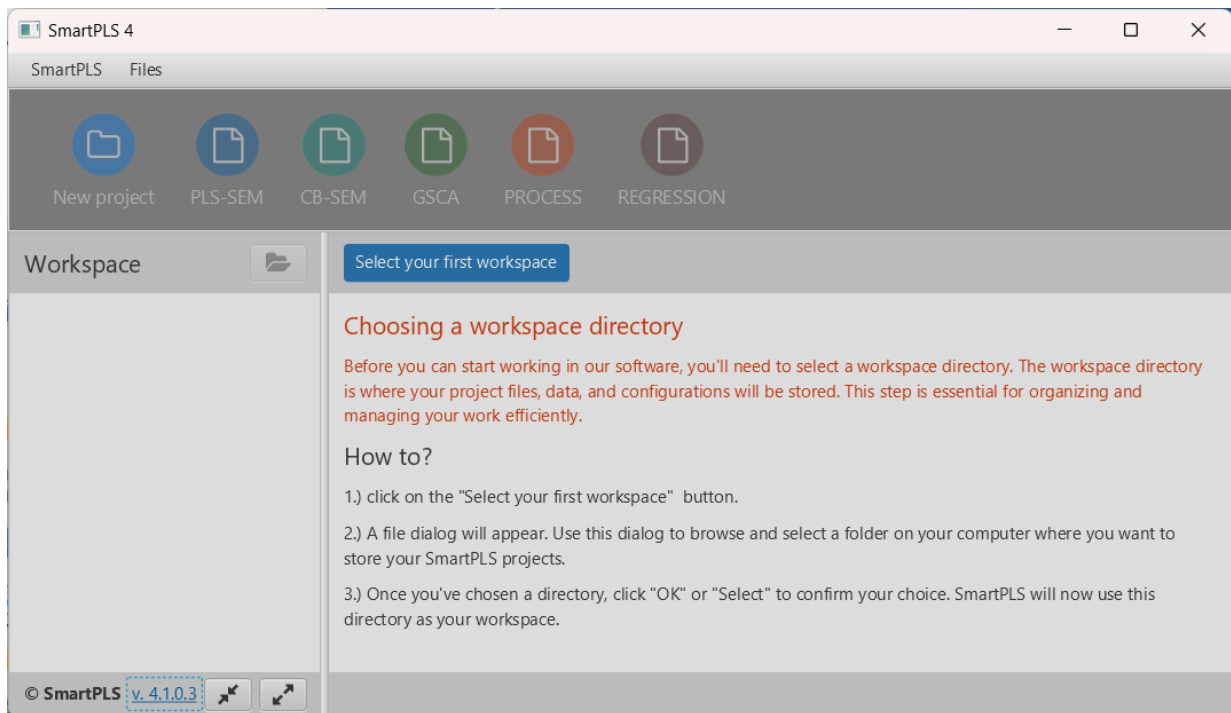 SmartPLS 4
SmartPLS Files
New project PLS-SEM CB-SEM GSCA PROCESS REGRESSION
Workspace
Select your first workspace
Choosing a workspace directory
Before you can start working in our software, you'll need to select a workspace directory. The workspace directory
is where your project files, data, and configurations will be stored. This step is essential for organizing and
managing your work efficiently.
How to?
1.) click on the "Select your first workspace" button.
2.) A file dialog will appear. Use this dialog to browse and select a folder on your computer where you want to
store your SmartPLS projects.
3.) Once you've chosen a directory, click "OK" or "Select" to confirm your choice. SmartPLS will now use this
directory as your workspace.
© SmartPLS v. 4.1.0.3